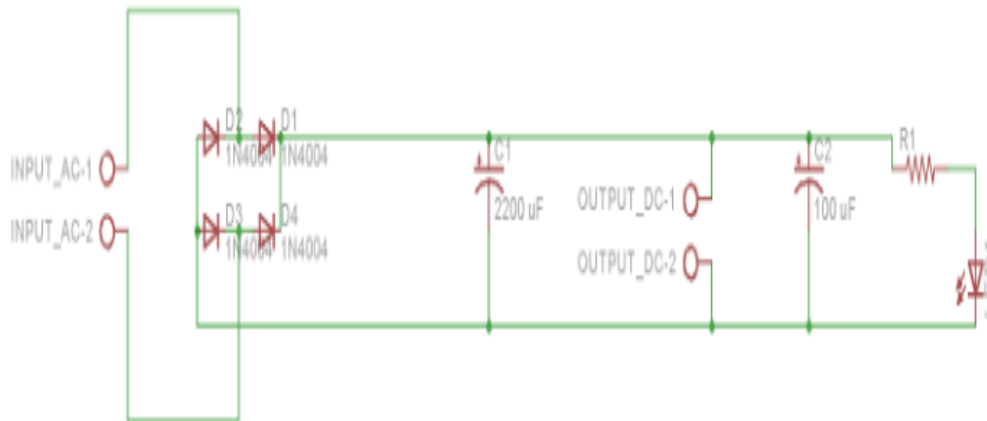 D2
D1
1N4004
1N4004
INPUT_AC-1
INPUT_AC-2
D3
D4
1N4004
1N4004
C1
2200 uF
OUTPUT_DC-1
OUTPUT_DC-2
C2
100 uF
R1